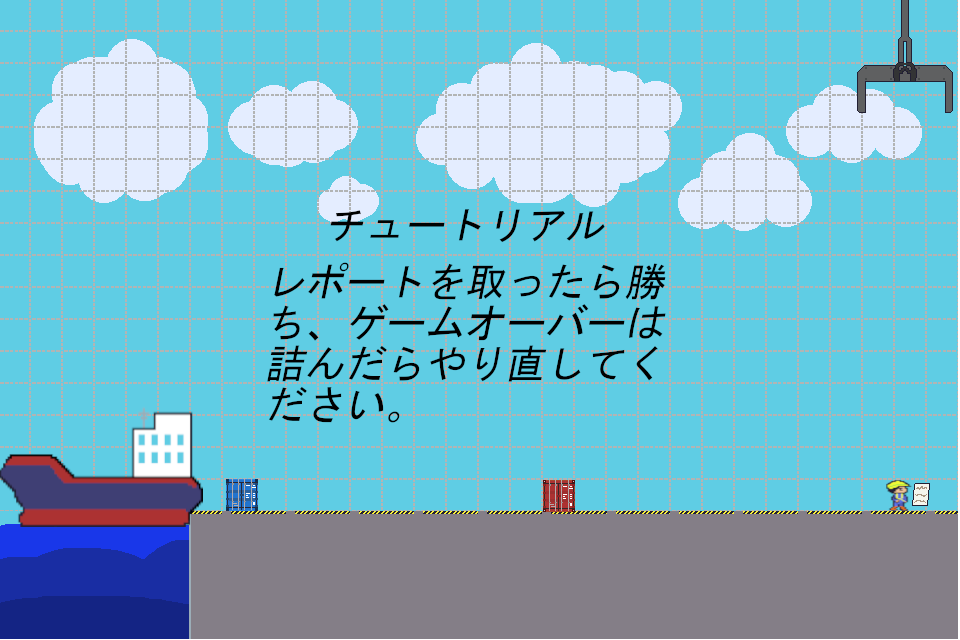 チュートリアル
レポートを取ったら勝
ち、ゲームオーバーは
詰んだらやり直してく
ださい。